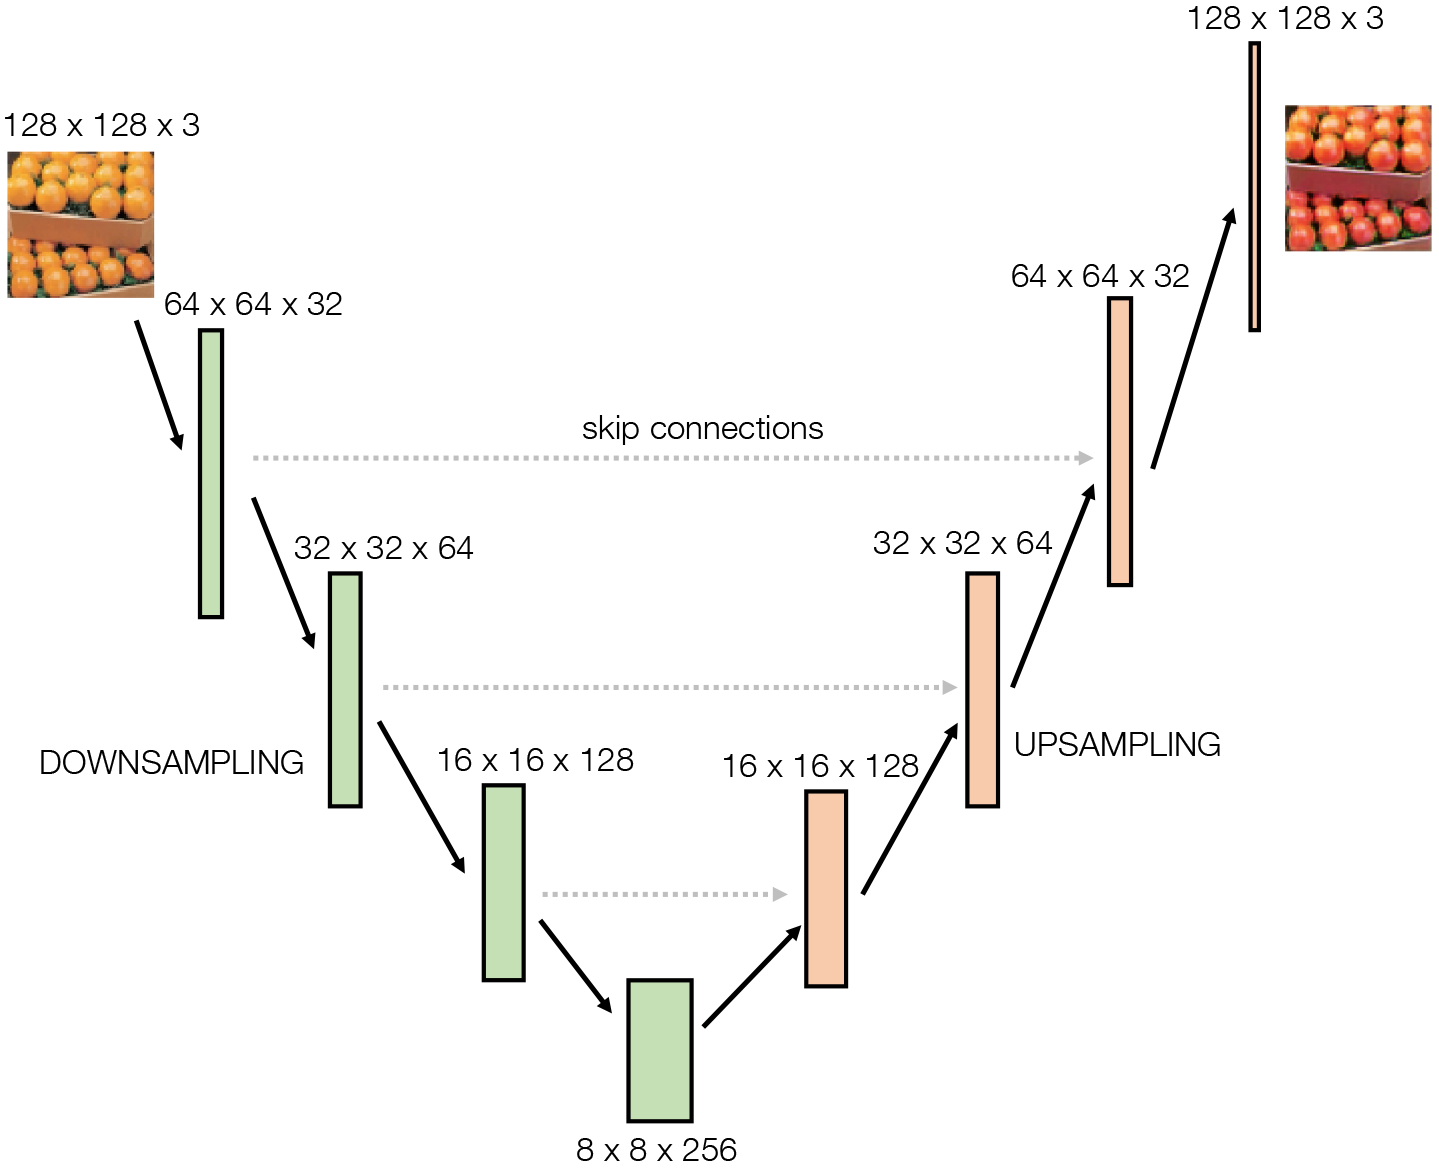 128 x 128 x 3
128 x 128 x 3
64 x 64 x 32
64 x 64 x 32
skip connections
32 x 32 x 64
32 x 32 x 64
DOWNSAMPLING
UPSAMPLING
16 x 16 x 128
16 x 16 x 128
8 x 8 x 256